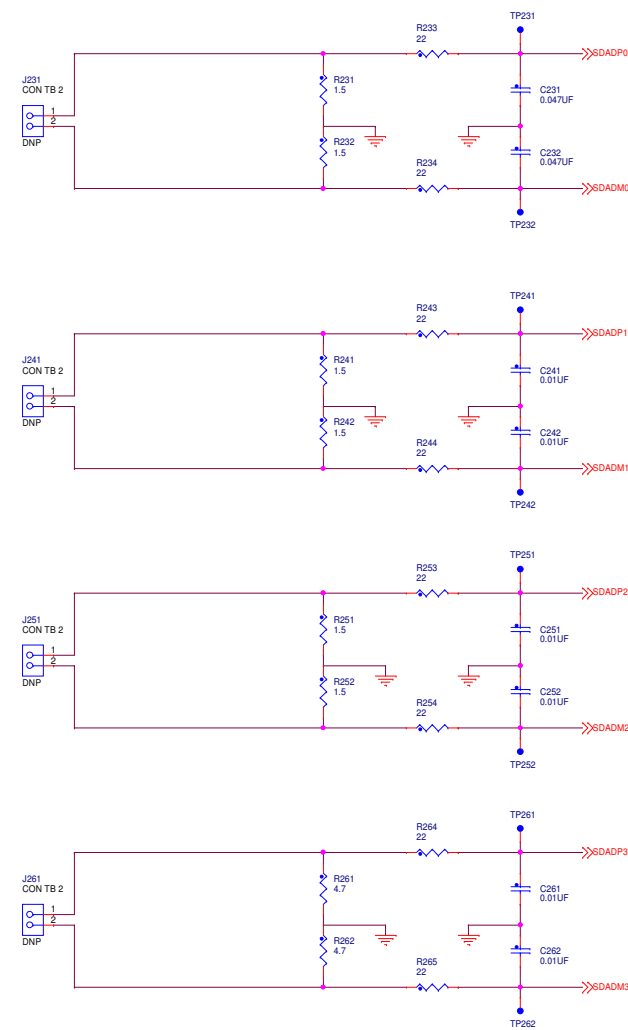 TP231
R233
22
SDADP0
J231
CON TB 2
R231
1.5
C231
0.047UF
1
2
DNP
R232
1.5
C232
0.047UF
R234
22
SDADM0
TP232
TP241
R243
22
SDADP1
J241
CON TB 2
R241
1.5
C241
0.01UF
1
2
DNP
R242
1.5
C242
0.01UF
R244
22
SDADM1
TP242
TP251
R253
22
SDADP2
J251
CON TB 2
R251
1.5
C251
0.01UF
1
2
DNP
R252
1.5
C252
0.01UF
R254
22
SDADM2
TP252
TP261
R264
22
SDADP3
J261
CON TB 2
R261
4.7
C261
0.01UF
1
2
DNP
R262
4.7
C262
0.01UF
R265
22
SDADM3
TP262